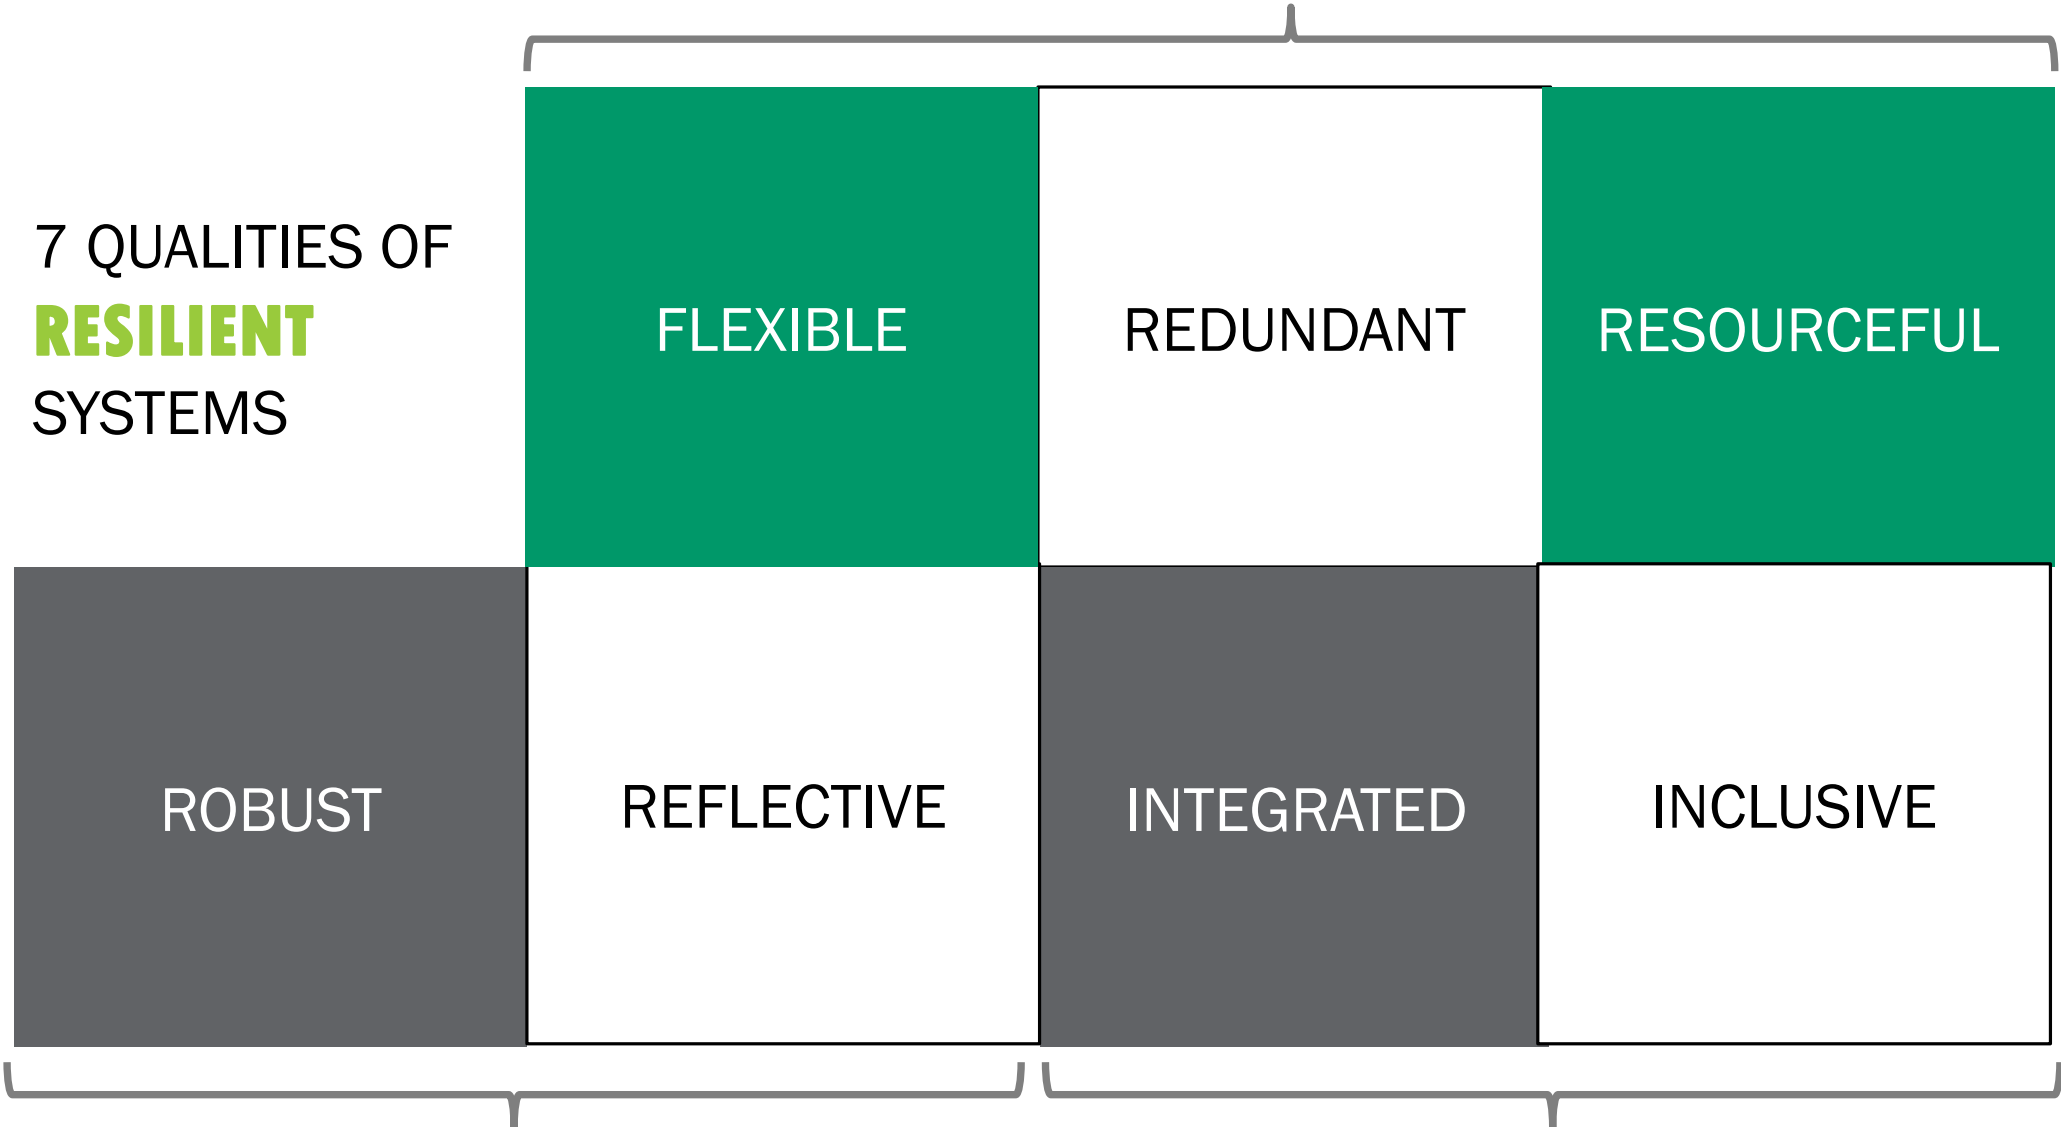 7 QUALITIES OF
RESILIENT
SYSTEMS
FLEXIBLE
REDUNDANT
RESOURCEFUL
ROBUST
REFLECTIVE
INTEGRATED
INCLUSIVE